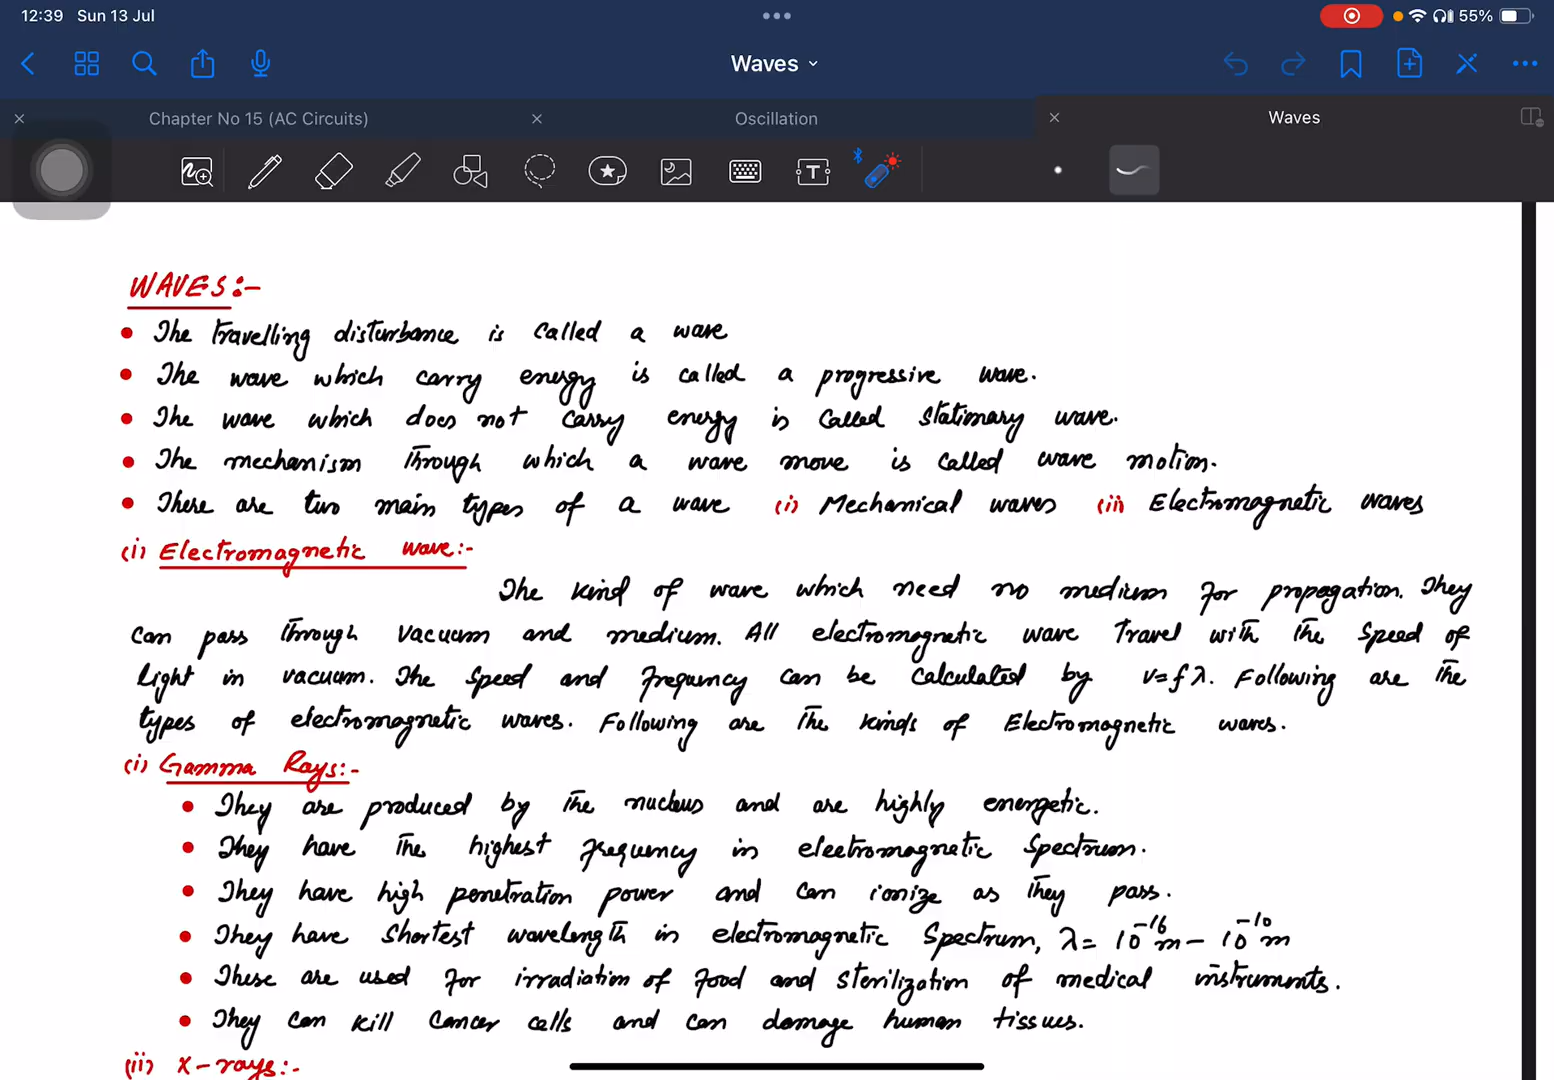 12:39 Sun 13 Jul
55%
Waves
Chapter No 15 (AC Circuits)
Oscillation
Waves
T
WAVES:-
• The travelling disturbance is called a wave
• The wave which carry energy is called a progressive wave.
• The wave which does not carry energy is called stationary wave.
• The mechanism through which a wave move is called wave motion.
• There are two main types of a wave (i) Mechanical waves (ii) Electromagnetic waves
(i) Electromagnetic wave:-
The kind of wave which need no medium for propagation. They
can pass through vacuum and medium. All electromagnetic wave travel with the speed of
light in vacuum. The speed and frequency can be calculated by v=fλ. Following are the
types of electromagnetic waves. Following are the kinds of Electromagnetic waves.
(i) Gamma Rays:-
• They are produced by the nucleus and are highly energetic.
• They have the highest frequency in electromagnetic spectrum.
• They have high penetration power and can ionize as they pass.
• They have shortest wavelength in electromagnetic spectrum, λ = 10⁻¹⁶m – 10⁻¹⁰m
• These are used for irradiation of food and sterilization of medical instruments.
• They can kill cancer cells and can damage human tissues.
(ii) X-rays:-